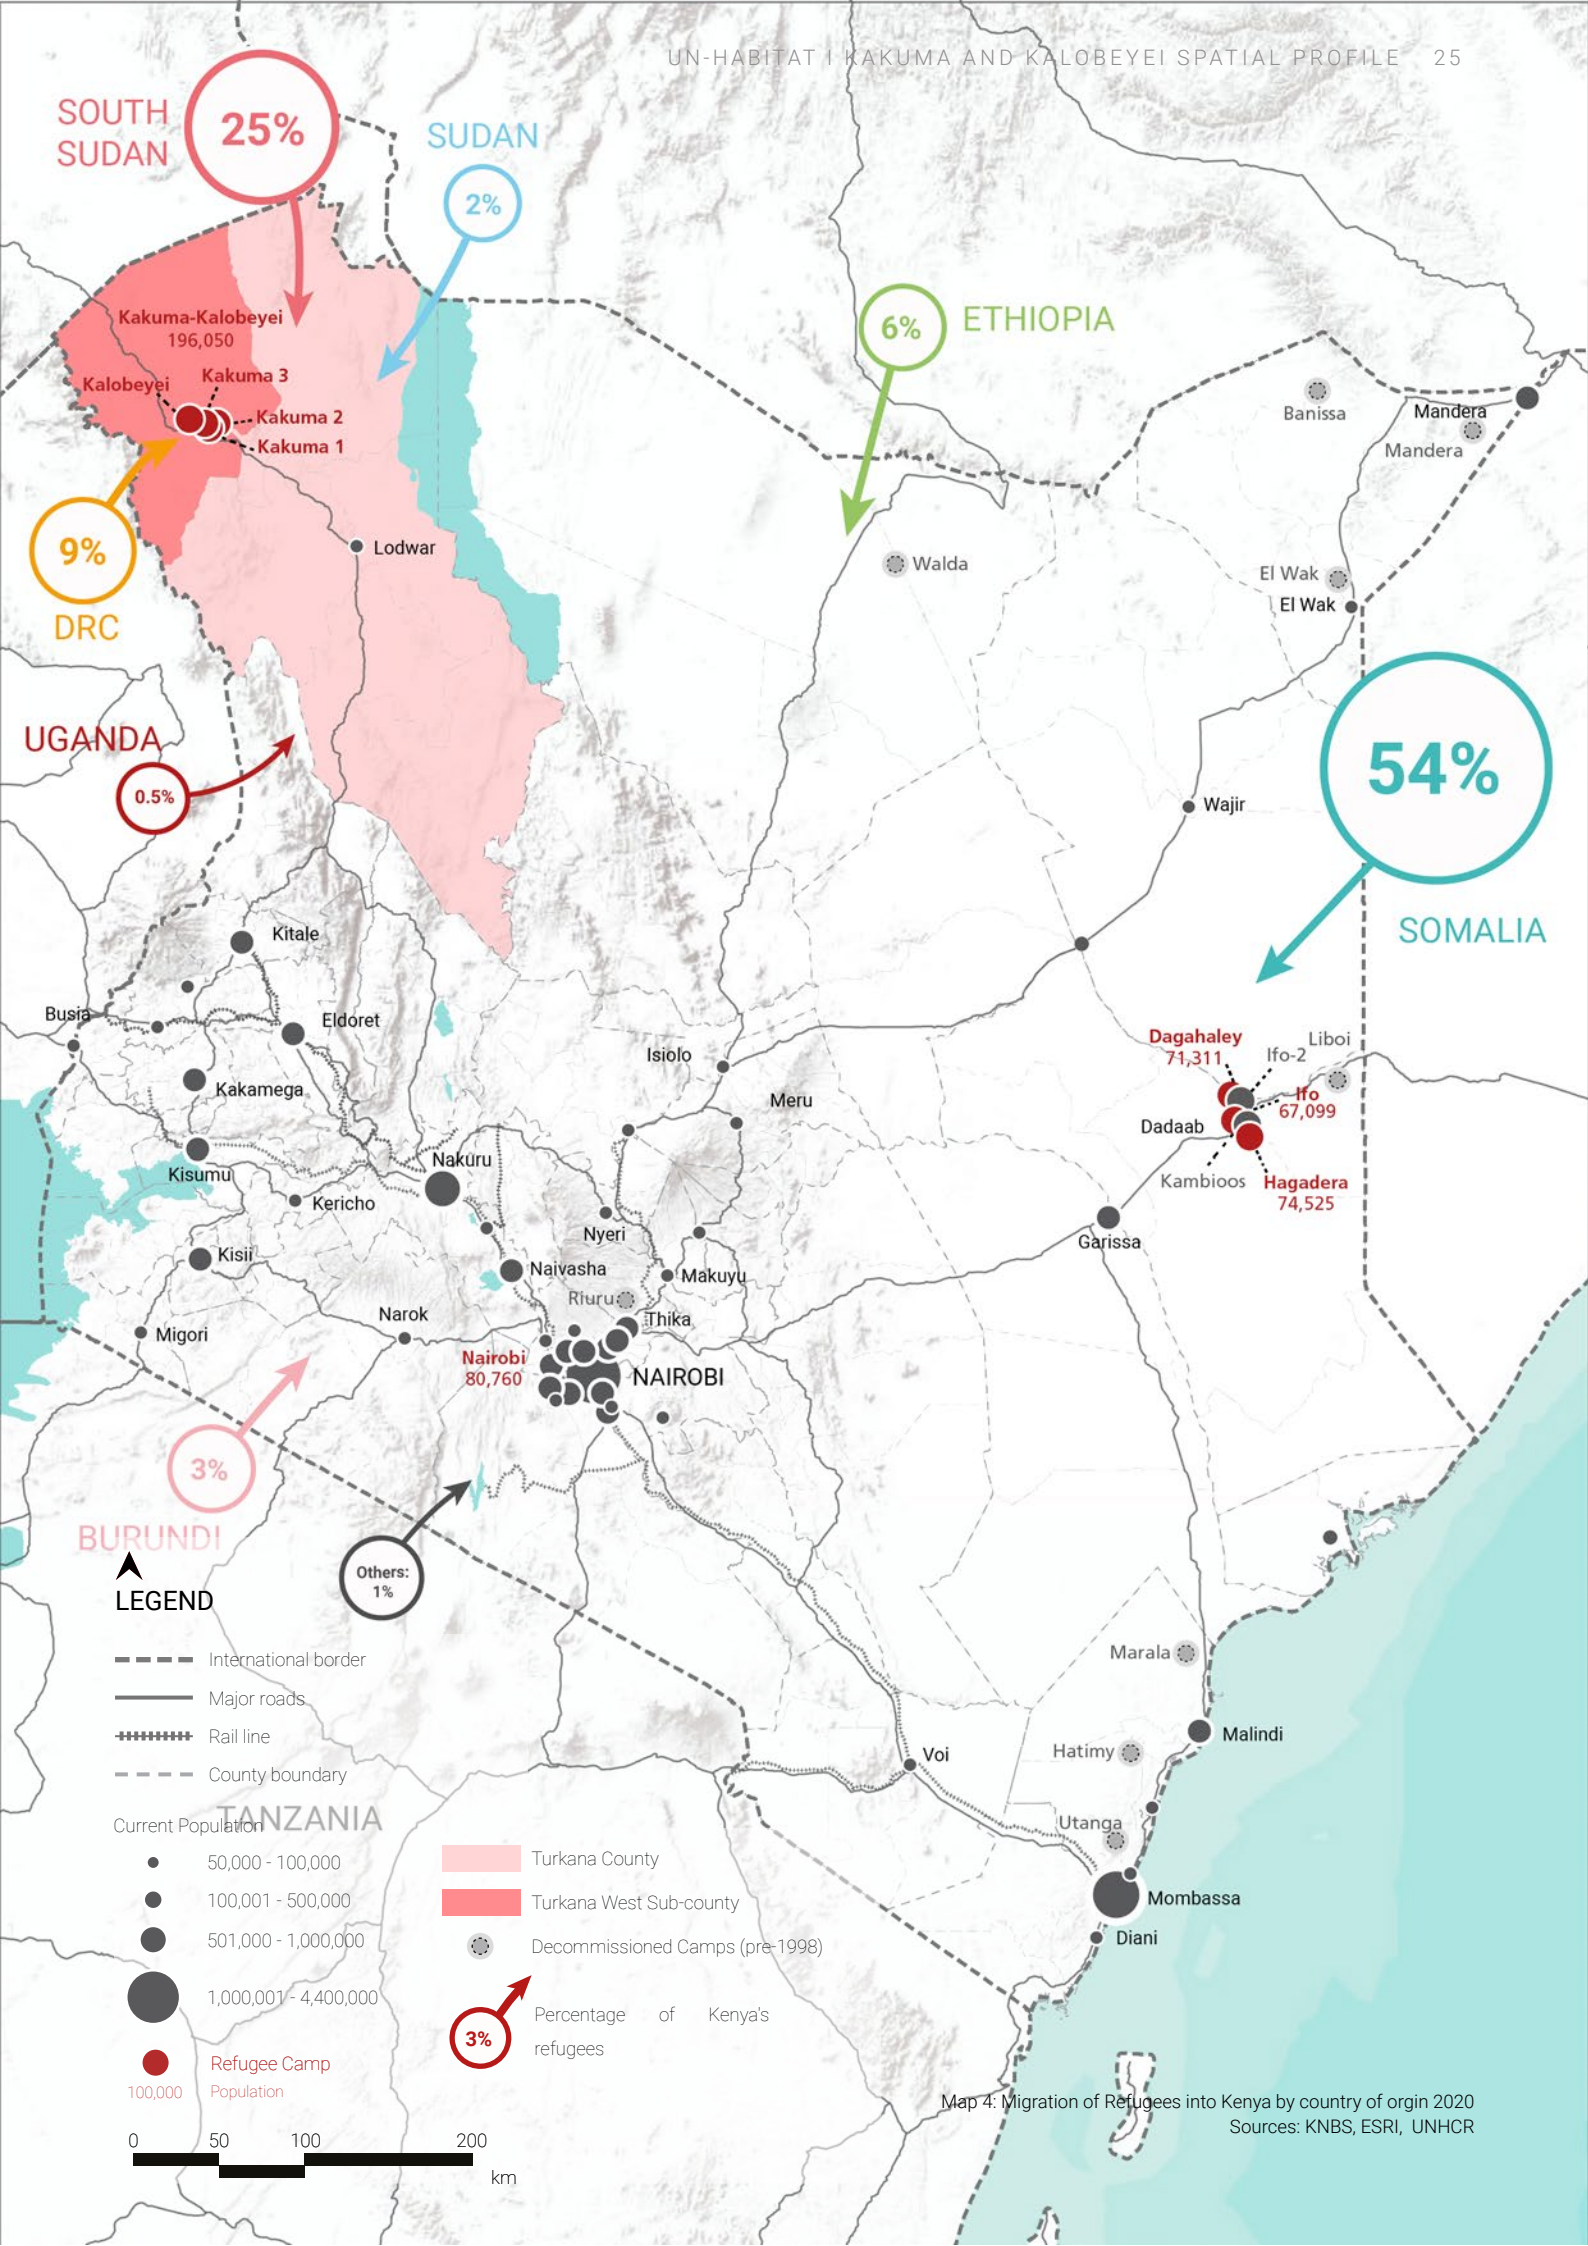 UN-HABITAT I KAKUMA AND KALOBEYEI SPATIAL PROFILE 25
SOUTH
SUDAN
25%
SUDAN
2%
Kakuma-Kalobeyei
196,050
Kalobeyei
Kakuma 3
Kakuma 2
Kakuma 1
6%
ETHIOPIA
Banissa
Mandera
Mandera
9%
DRC
Lodwar
Walda
El Wak
El Wak
UGANDA
0.5%
54%
SOMALIA
Wajir
Kitale
Busia
Eldoret
Kakamega
Isiolo
Meru
Dagahaley
71,311
Ifo-2
Liboi
Ifo
67,099
Dadaab
Kambioos
Hagadera
74,525
Garissa
Kisumu
Nakuru
Kericho
Nyeri
Kisii
Naivasha
Makuyu
Riuru
Thika
Narok
Migori
Nairobi
80,760
NAIROBI
3%
BURUNDI
Others:
1%
Marala
Malindi
Hatimy
Voi
Utanga
Mombassa
Diani
TANZANIA
LEGEND
International border
Major roads
Rail line
County boundary
Current Population
50,000 - 100,000
100,001 - 500,000
501,000 - 1,000,000
1,000,001 - 4,400,000
Refugee Camp
100,000 Population
Turkana County
Turkana West Sub-county
Decommissioned Camps (pre-1998)
3%
Percentage of Kenya's
refugees
0 50 100 200
km
Map 4: Migration of Refugees into Kenya by country of orgin 2020
Sources: KNBS, ESRI, UNHCR